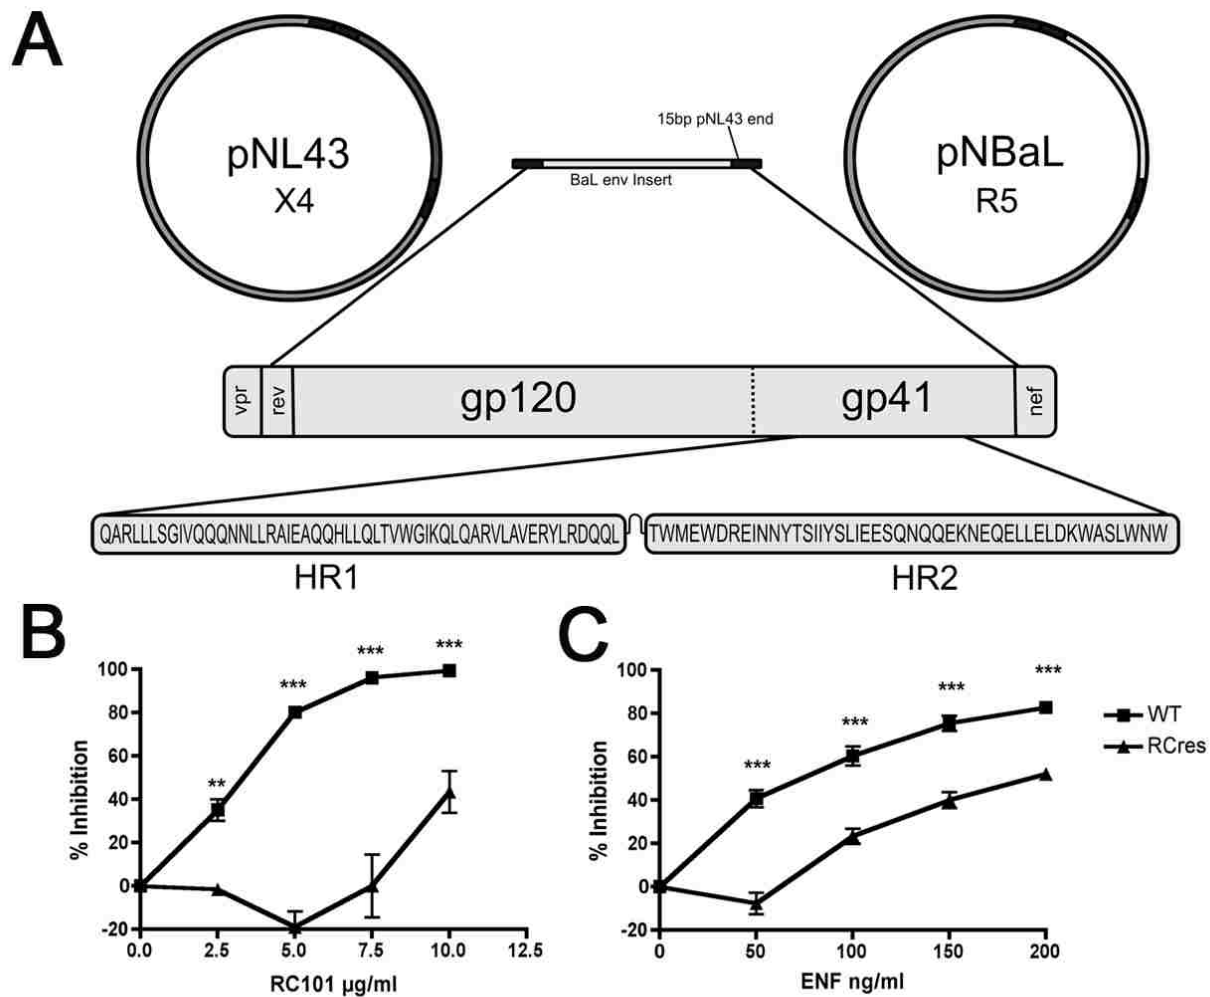 A
pNL43
X4
15bp pNL43 end
BaL env Insert
pNBaL
R5
vpr
rev
gp120
gp41
nef
QARLLLSGIVQQQNNLLRAIEAQQHLLQLTVWGIKQLQARVLAVERYLRDQQL
TWMEWDREINNYTSIIYSLIEESQNQQEKNEQELLELDKWASLWNW
HR1
HR2
B
% Inhibition
100
80
60
40
20
0
-20
**
***
***
***
0.0
2.5
5.0
7.5
10.0
12.5
RC101 µg/ml
C
% Inhibition
100
80
60
40
20
0
-20
***
***
***
***
0
50
100
150
200
ENF ng/ml
WT
RCres